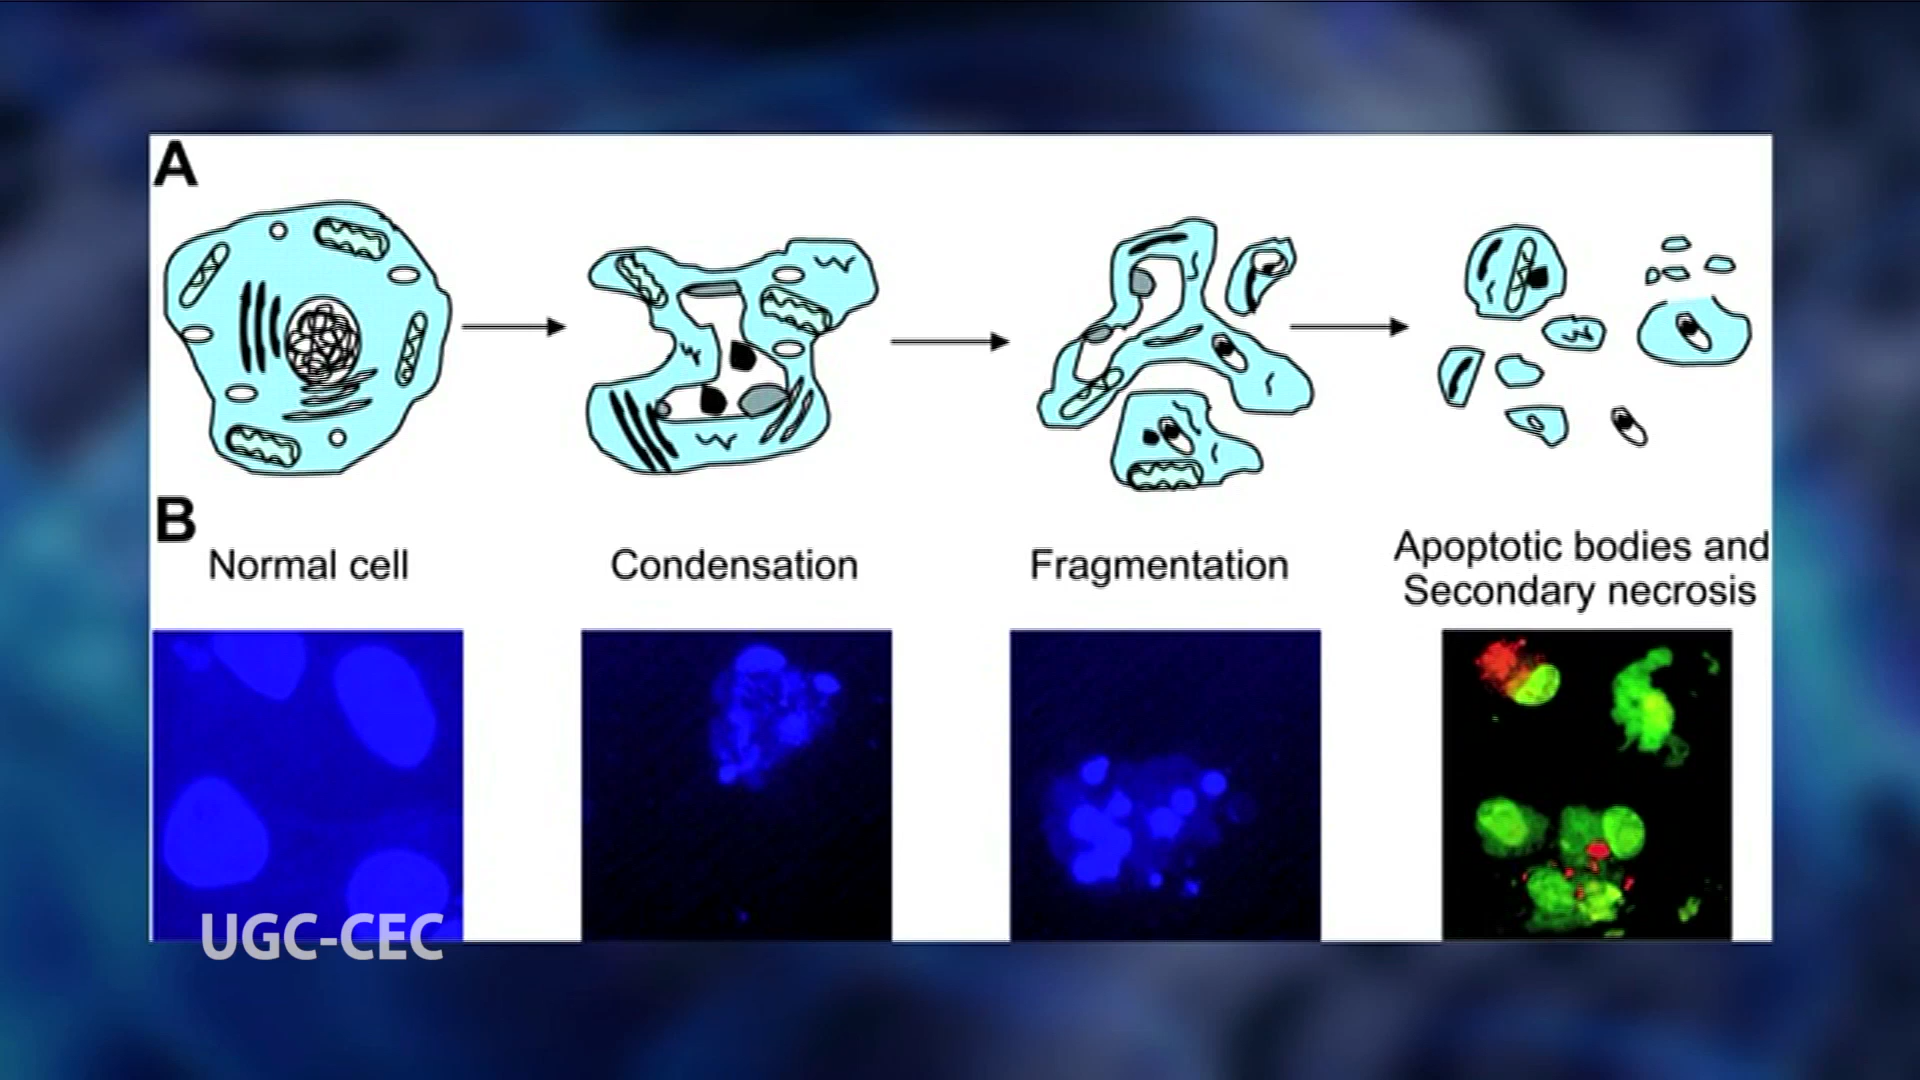 A
B
Normal cell
Condensation
Fragmentation
Apoptotic bodies and
Secondary necrosis
UGC-CEC